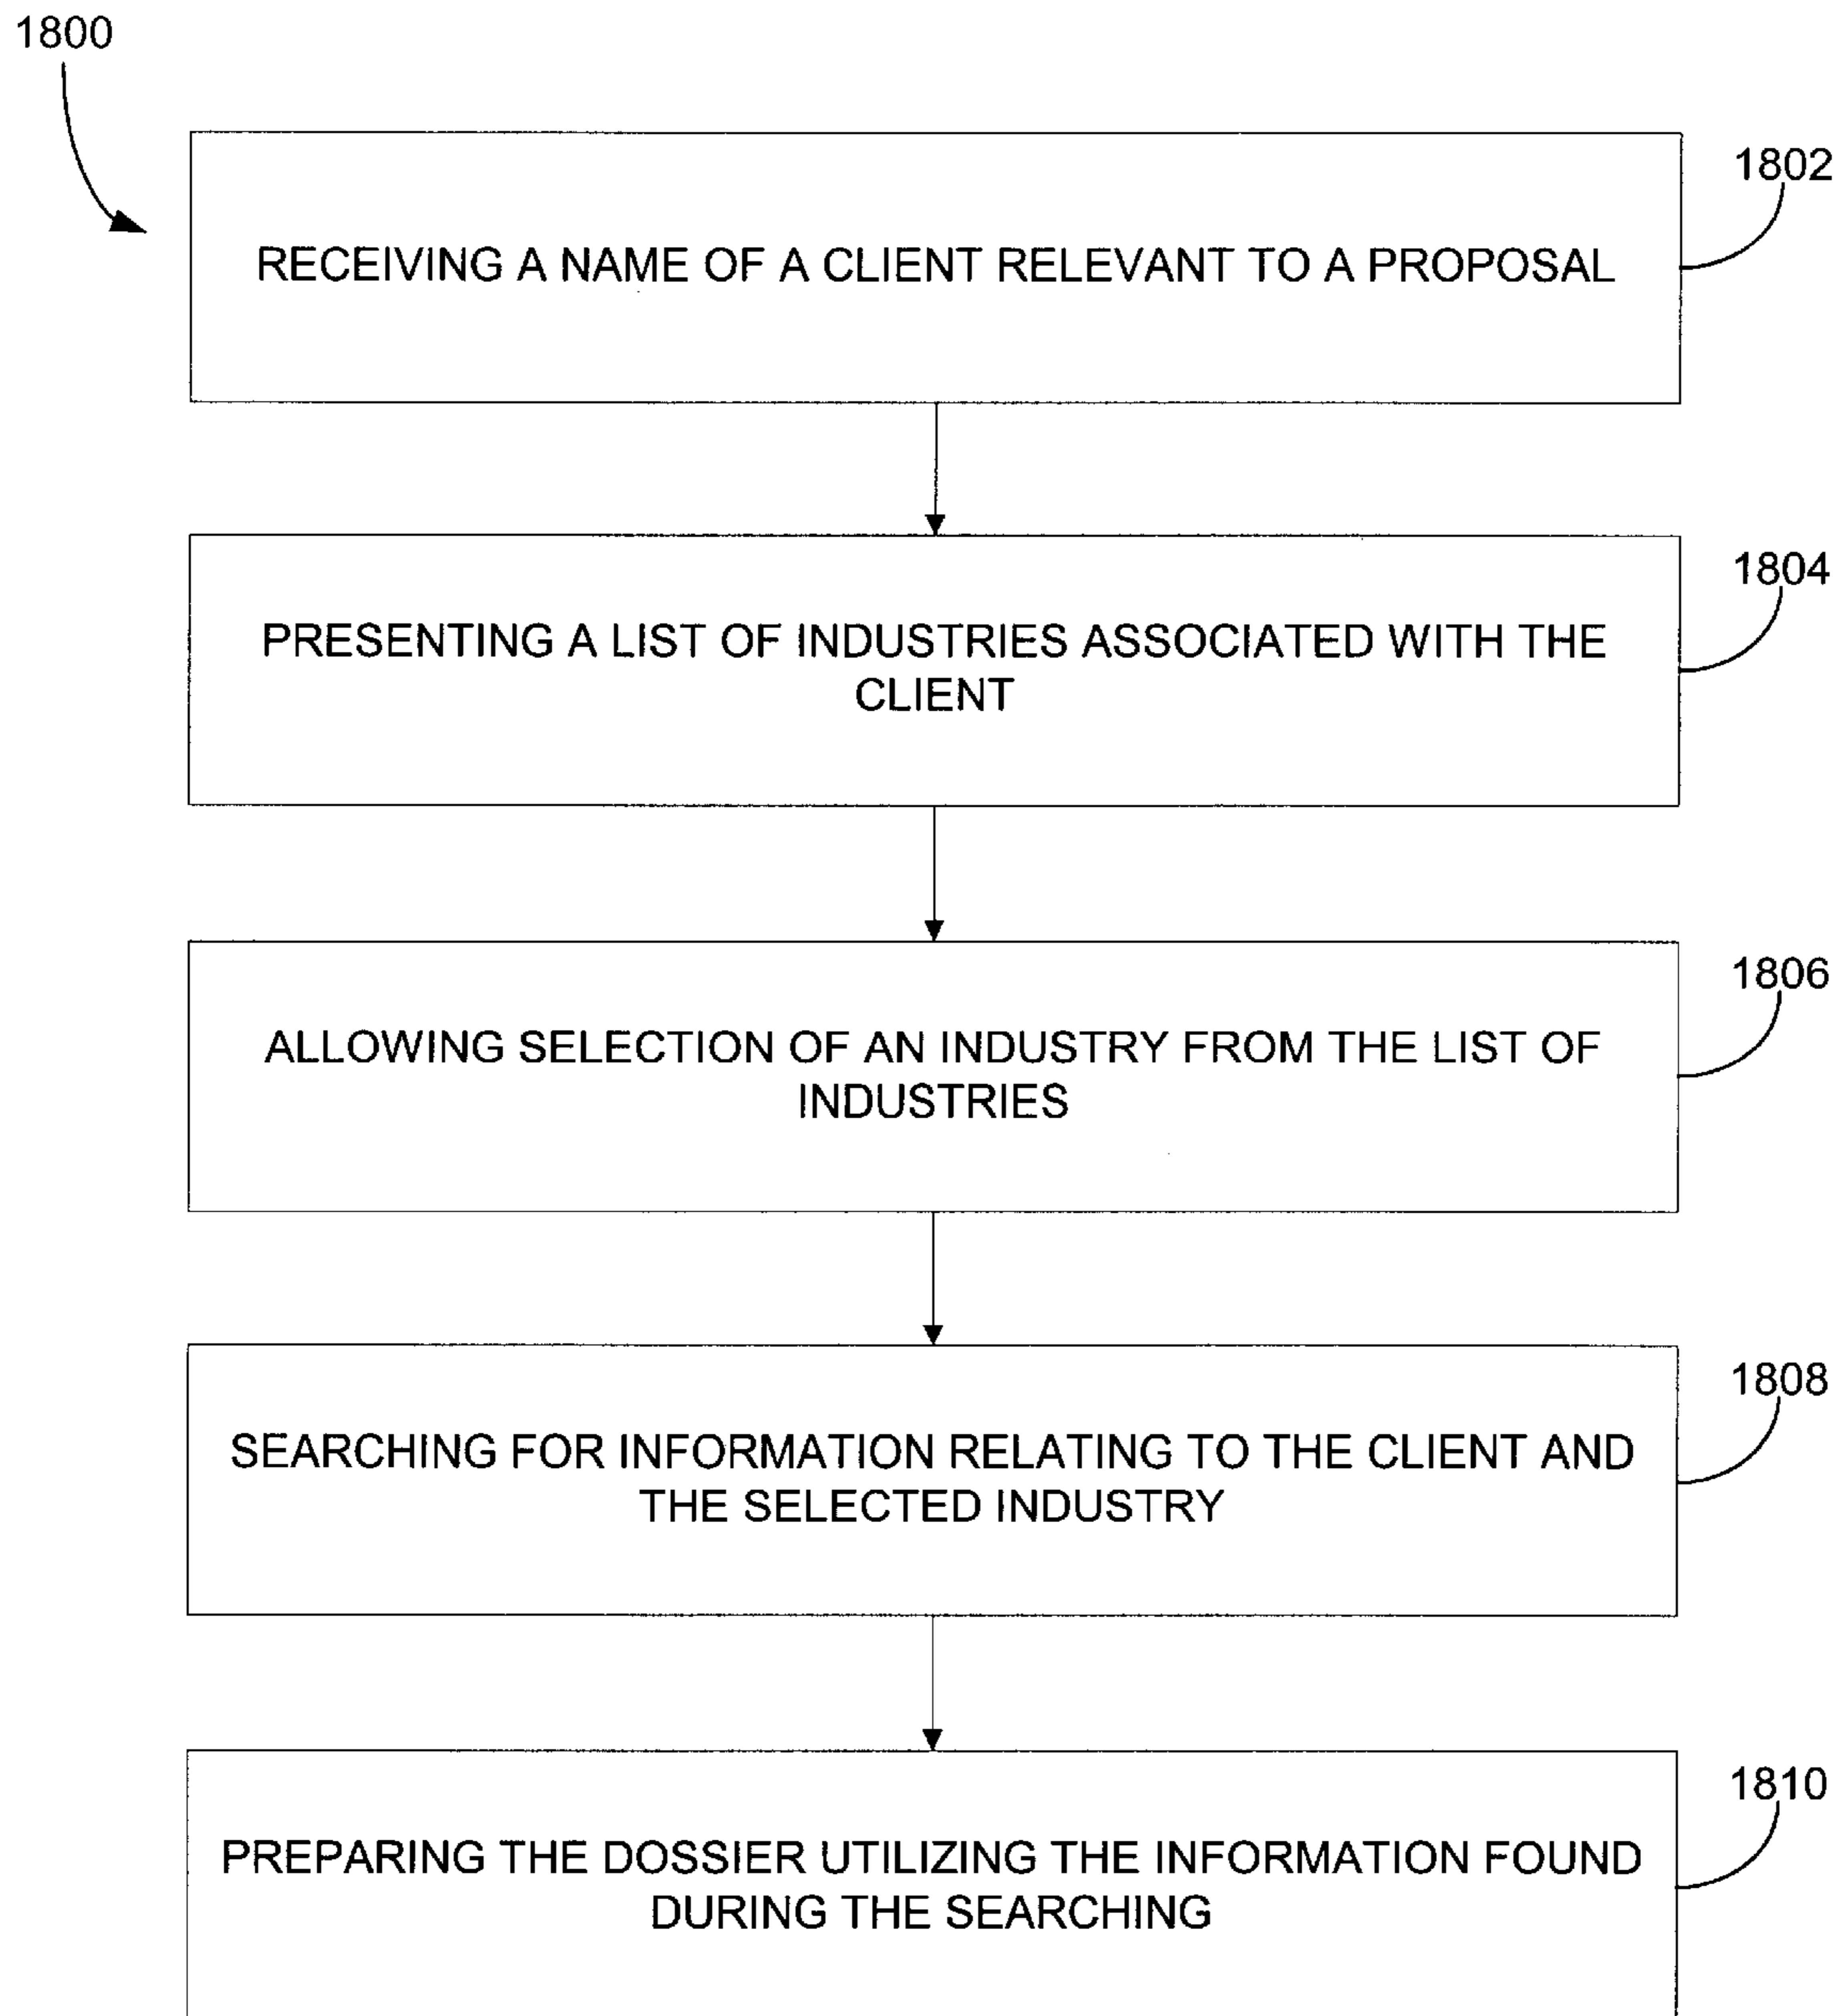 1800
1802
RECEIVING A NAME OF A CLIENT RELEVANT TO A PROPOSAL
1804
PRESENTING A LIST OF INDUSTRIES ASSOCIATED WITH THE
CLIENT
1806
ALLOWING SELECTION OF AN INDUSTRY FROM THE LIST OF
INDUSTRIES
1808
SEARCHING FOR INFORMATION RELATING TO THE CLIENT AND
THE SELECTED INDUSTRY
1810
PREPARING THE DOSSIER UTILIZING THE INFORMATION FOUND
DURING THE SEARCHING